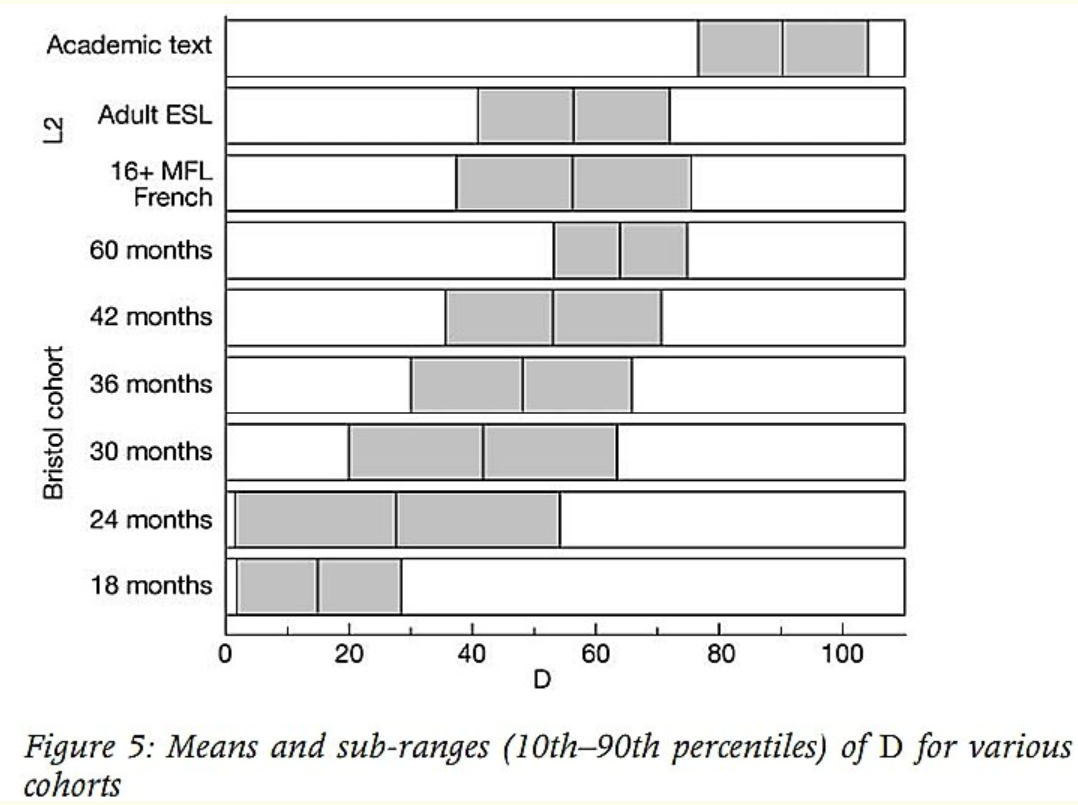 Academic text
L2
Adult ESL
16+ MFL
French
60 months
42 months
Bristol cohort
36 months
30 months
24 months
18 months
0 20 40 60 80 100
D
Figure 5: Means and sub-ranges (10th–90th percentiles) of D for various
cohorts